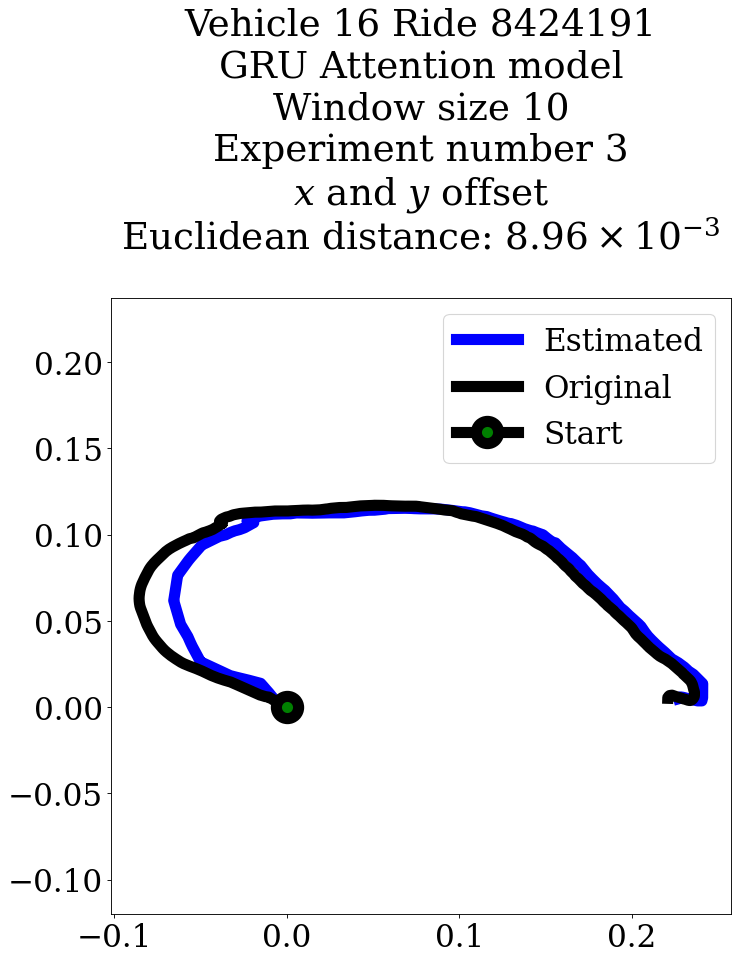 Vehicle 16 Ride 8424191
GRU Attention model
Window size 10
Experiment number 3
x and y offset
Euclidean distance: 8.96 × 10⁻³
Estimated
Original
Start
0.20
0.15
0.10
0.05
0.00
−0.05
−0.10
−0.1 0.0 0.1 0.2